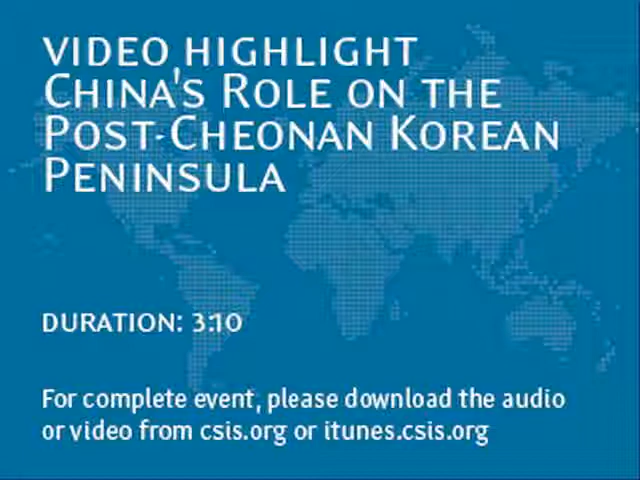 VIDEO HIGHLIGHT
CHINA'S ROLE ON THE
POST-CHEONAN KOREAN
PENINSULA
DURATION: 3:10
For complete event, please download the audio
or video from csis.org or itunes.csis.org